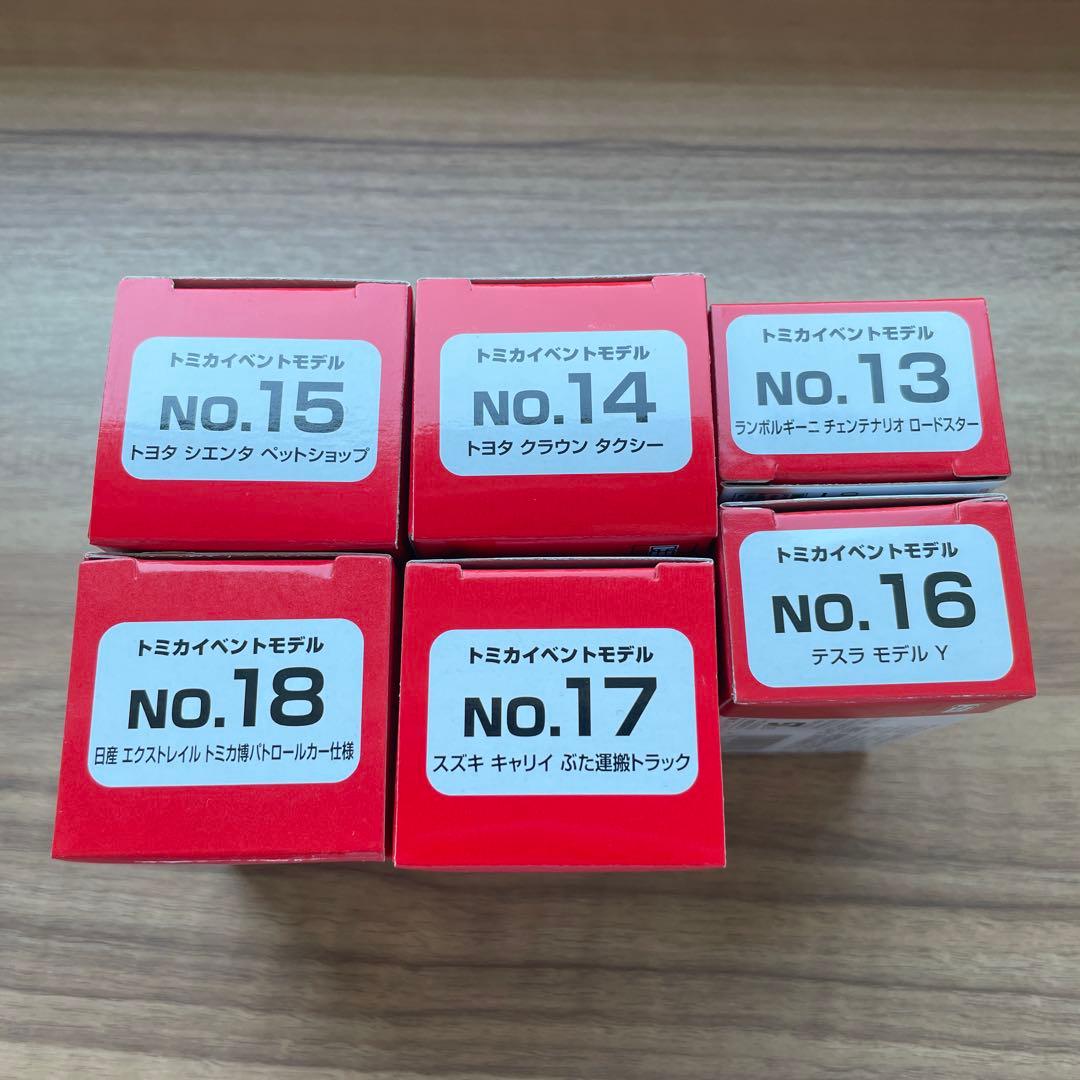 トミカイベントモデル
NO.15
トヨタ シエンタ ペットショップ
トミカイベントモデル
NO.14
トヨタ クラウン タクシー
トミカイベントモデル
NO.13
ランボルギーニ チェンテナリオ ロードスター
トミカイベントモデル
NO.18
日産 エクストレイル トミカ博パトロールカー仕様
トミカイベントモデル
NO.17
スズキ キャリイ ぶた運搬トラック
トミカイベントモデル
NO.16
テスラ モデル Y